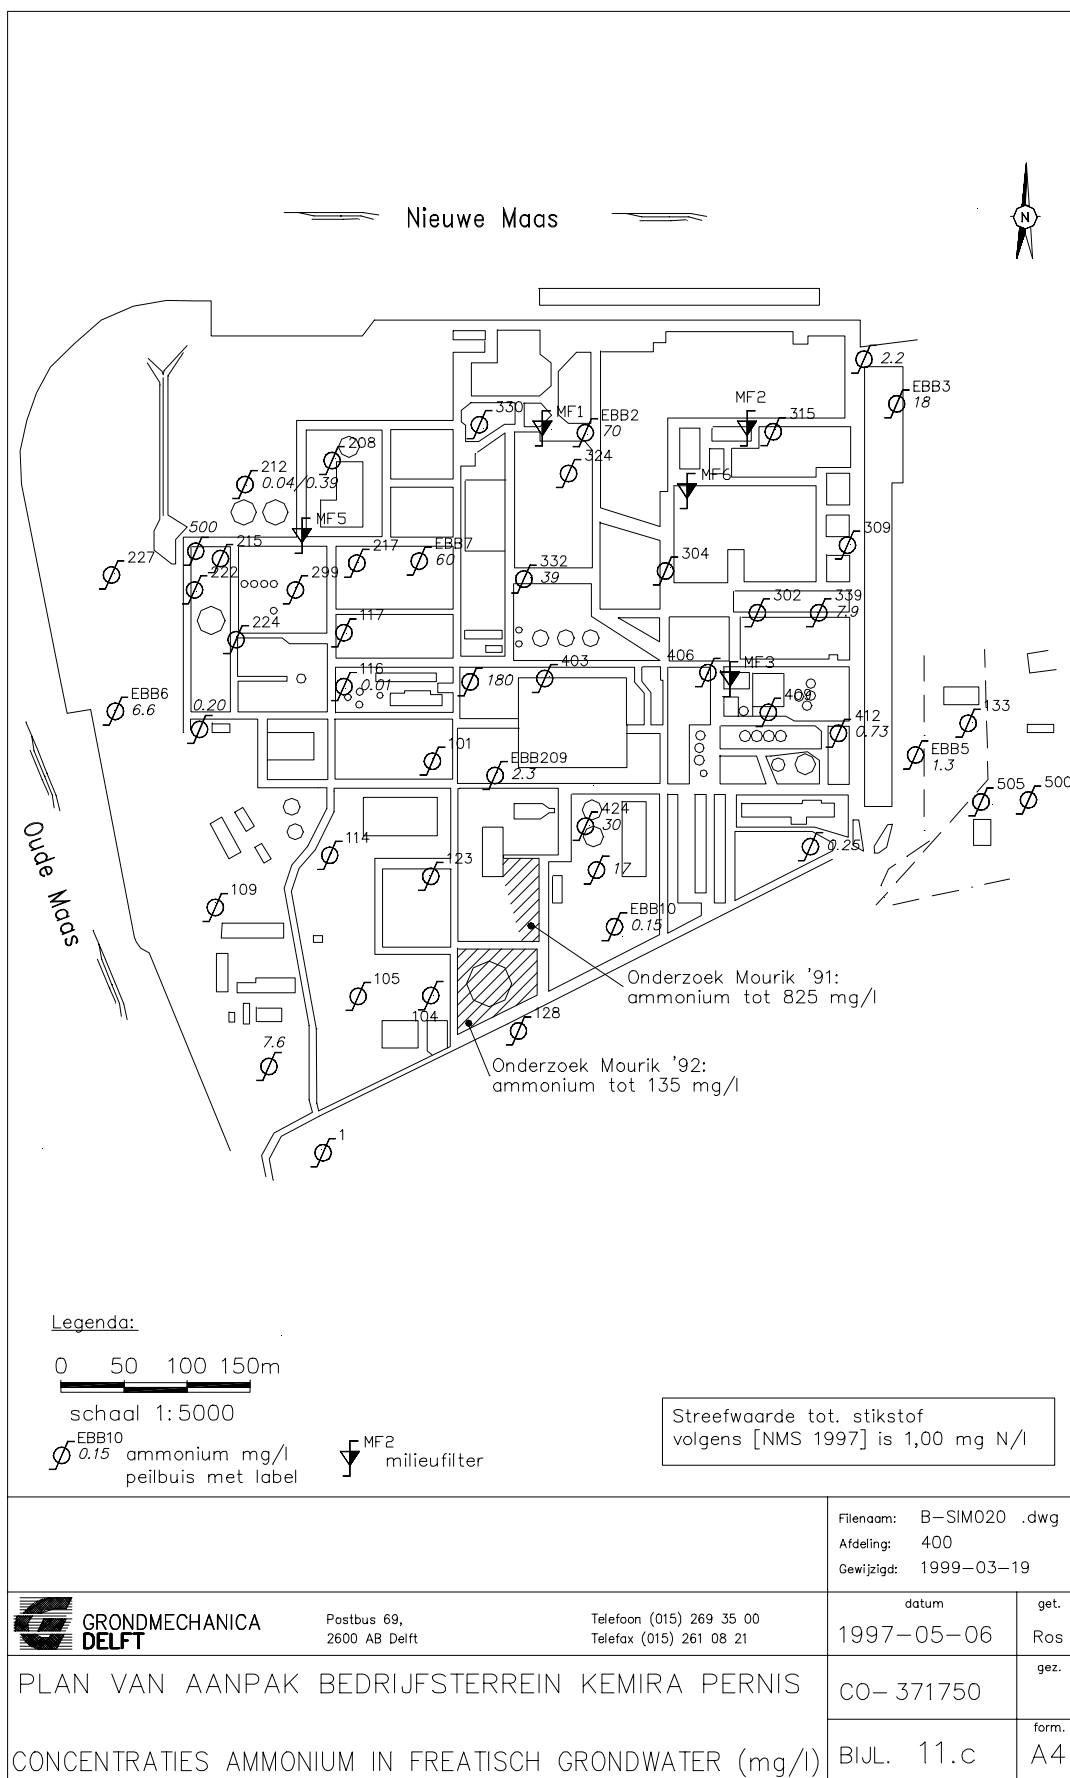 Nieuwe Maas
N
2.2
EBB3
18
330
MF1
EBB2
70
MF2
315
324
208
212
0.04/0.39
MF6
MF5
500
215
217
EBB7
60
309
227
222
299
332
39
304
302
339
7.9
224
117
403
406
MF3
116
0.01
180
409
EBB6
6.6
0.20
412
0.73
133
EBB5
1.3
101
EBB209
2.3
505
500
Oude Maas
424
30
114
123
17
0.25
109
EBB10
0.15
Onderzoek Mourik '91:
ammonium tot 825 mg/l
105
104
128
7.6
Onderzoek Mourik '92:
ammonium tot 135 mg/l
1
Legenda:
0 50 100 150m
schaal 1:5000
EBB10
0.15 ammonium mg/l
peilbuis met label
MF2
milieufilter
Streefwaarde tot. stikstof
volgens [NMS 1997] is 1,00 mg N/l
Filenaam: B-SIM020 .dwg
Afdeling: 400
Gewijzigd: 1999-03-19
GRONDMECHANICA
DELFT
Postbus 69,
2600 AB Delft
Telefoon (015) 269 35 00
Telefax (015) 261 08 21
datum
1997-05-06
get.
Ros
PLAN VAN AANPAK BEDRIJFSTERREIN KEMIRA PERNIS
CO-371750
gez.
CONCENTRATIES AMMONIUM IN FREATISCH GRONDWATER (mg/l)
BIJL. 11.c
form.
A4